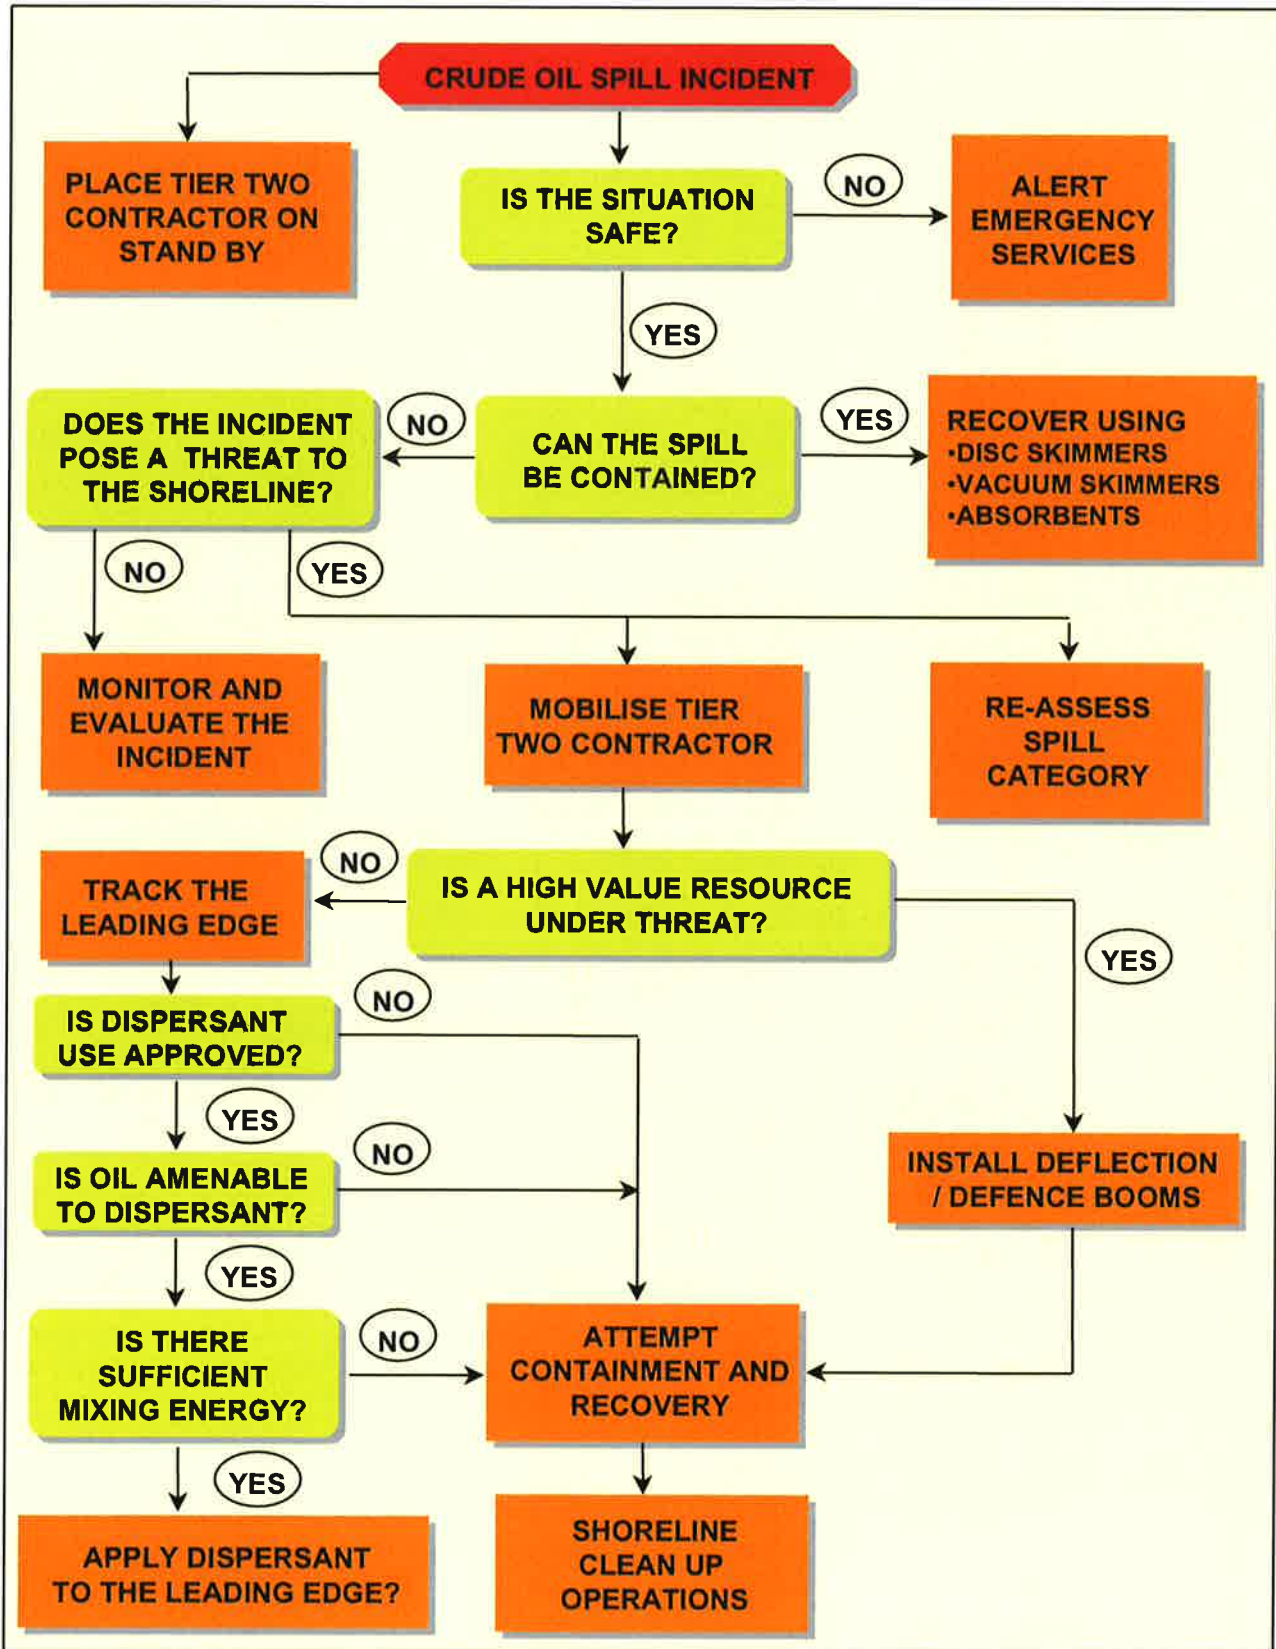 CRUDE OIL SPILL INCIDENT
PLACE TIER TWO
CONTRACTOR ON
STAND BY
IS THE SITUATION
SAFE?
NO
ALERT
EMERGENCY
SERVICES
YES
DOES THE INCIDENT
POSE A THREAT TO
THE SHORELINE?
NO
CAN THE SPILL
BE CONTAINED?
YES
RECOVER USING
•DISC SKIMMERS
•VACUUM SKIMMERS
•ABSORBENTS
NO
YES
MONITOR AND
EVALUATE THE
INCIDENT
MOBILISE TIER
TWO CONTRACTOR
RE-ASSESS
SPILL
CATEGORY
TRACK THE
LEADING EDGE
NO
IS A HIGH VALUE RESOURCE
UNDER THREAT?
YES
IS DISPERSANT
USE APPROVED?
NO
YES
IS OIL AMENABLE
TO DISPERSANT?
NO
INSTALL DEFLECTION
/ DEFENCE BOOMS
YES
IS THERE
SUFFICIENT
MIXING ENERGY?
NO
ATTEMPT
CONTAINMENT AND
RECOVERY
YES
APPLY DISPERSANT
TO THE LEADING EDGE?
SHORELINE
CLEAN UP
OPERATIONS